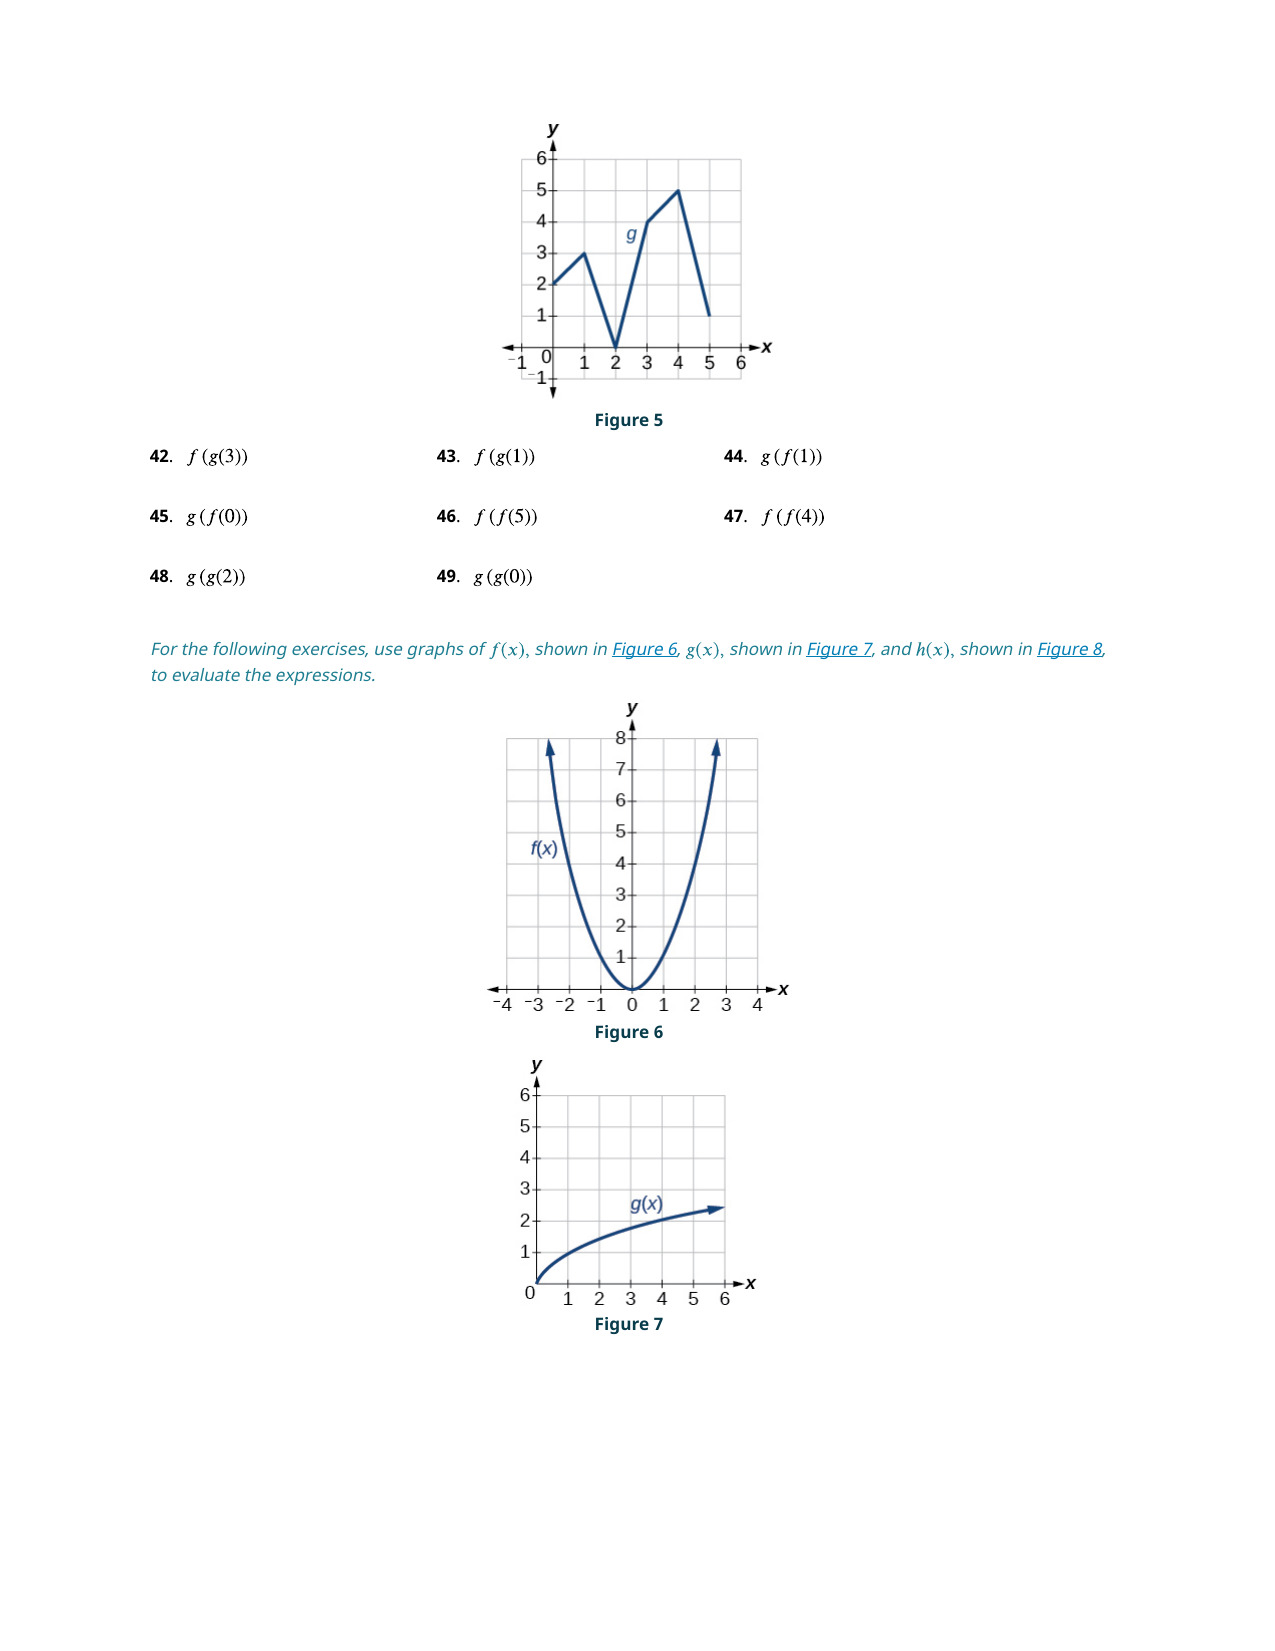 y
6
5
4
g
3
2
1
x
−1 0 1 2 3 4 5 6
−1
Figure 5
42. f (g(3)) 43. f (g(1)) 44. g (f(1))
45. g (f(0)) 46. f (f(5)) 47. f (f(4))
48. g (g(2)) 49. g (g(0))
For the following exercises, use graphs of f(x), shown in Figure 6, g(x), shown in Figure 7, and h(x), shown in Figure 8,
to evaluate the expressions.
y
8
7
6
5
f(x)
4
3
2
1
x
−4 −3 −2 −1 0 1 2 3 4
Figure 6
y
6
5
4
3
g(x)
2
1
x
0 1 2 3 4 5 6
Figure 7